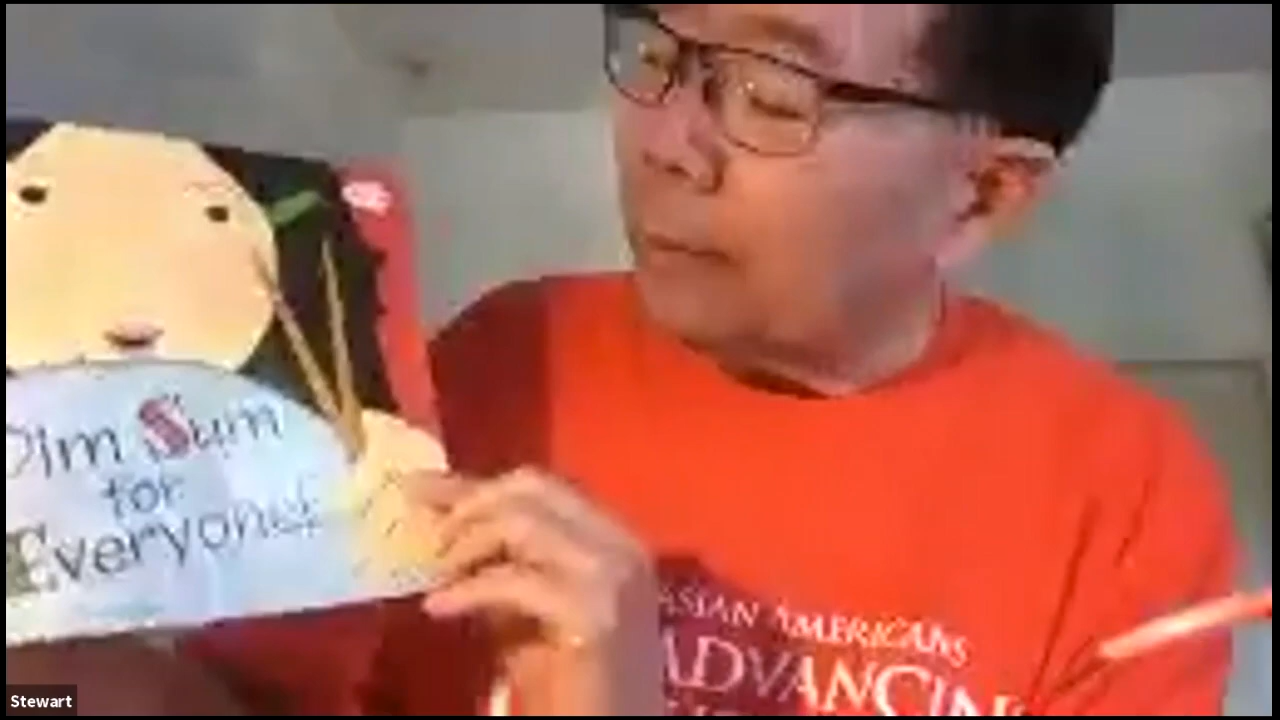 Dim Sum
for
Everyone!
ASIAN AMERICANS
ADVANCIN
Stewart